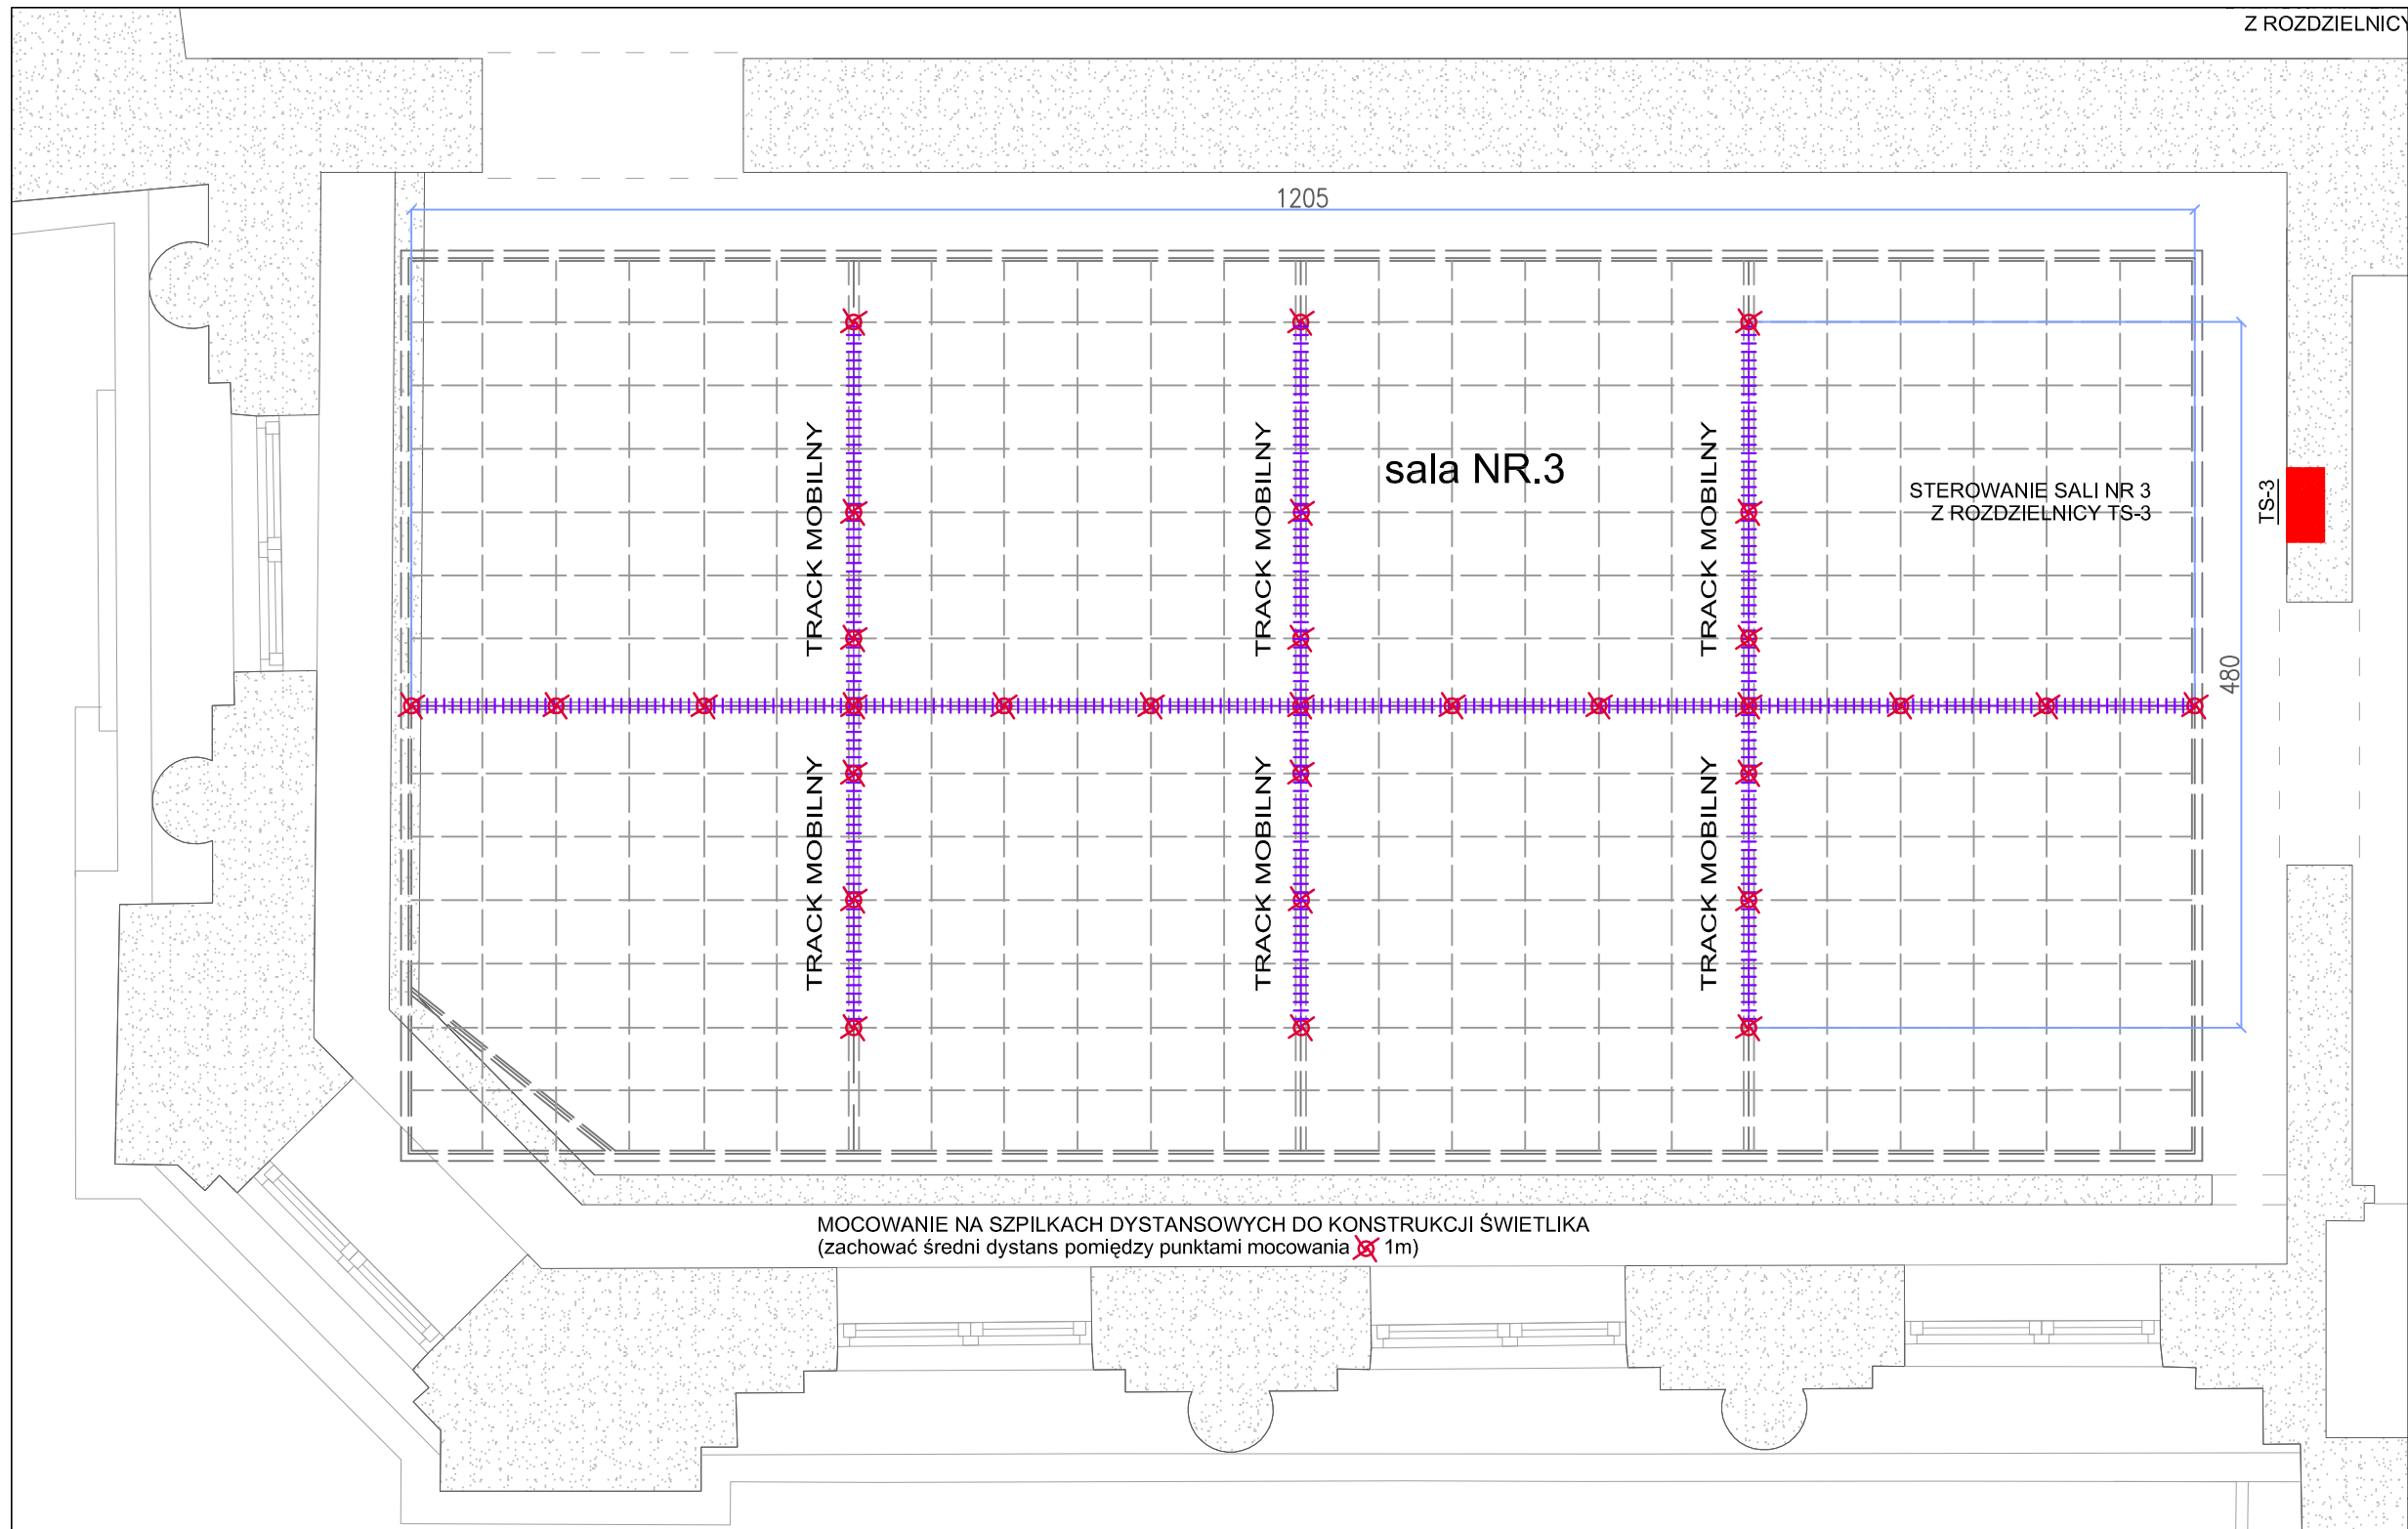 Z ROZDZIELNICY
1205
TRACK MOBILNY
TRACK MOBILNY
TRACK MOBILNY
sala NR.3
STEROWANIE SALI NR 3
Z ROZDZIELNICY TS-3
TS-3
480
TRACK MOBILNY
TRACK MOBILNY
TRACK MOBILNY
MOCOWANIE NA SZPILKACH DYSTANSOWYCH DO KONSTRUKCJI ŚWIETLIKA
(zachować średni dystans pomiędzy punktami mocowania 1m)